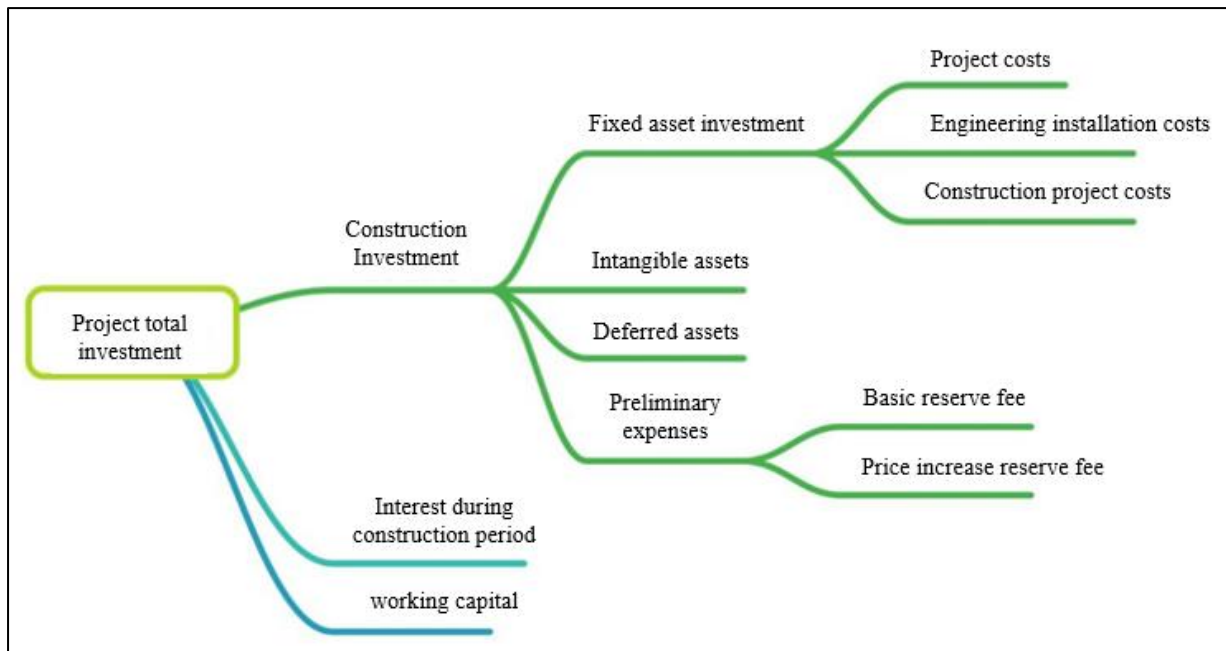 Project total
investment
Construction
Investment
Fixed asset investment
Project costs
Engineering installation costs
Construction project costs
Intangible assets
Deferred assets
Preliminary
expenses
Basic reserve fee
Price increase reserve fee
Interest during
construction period
working capital